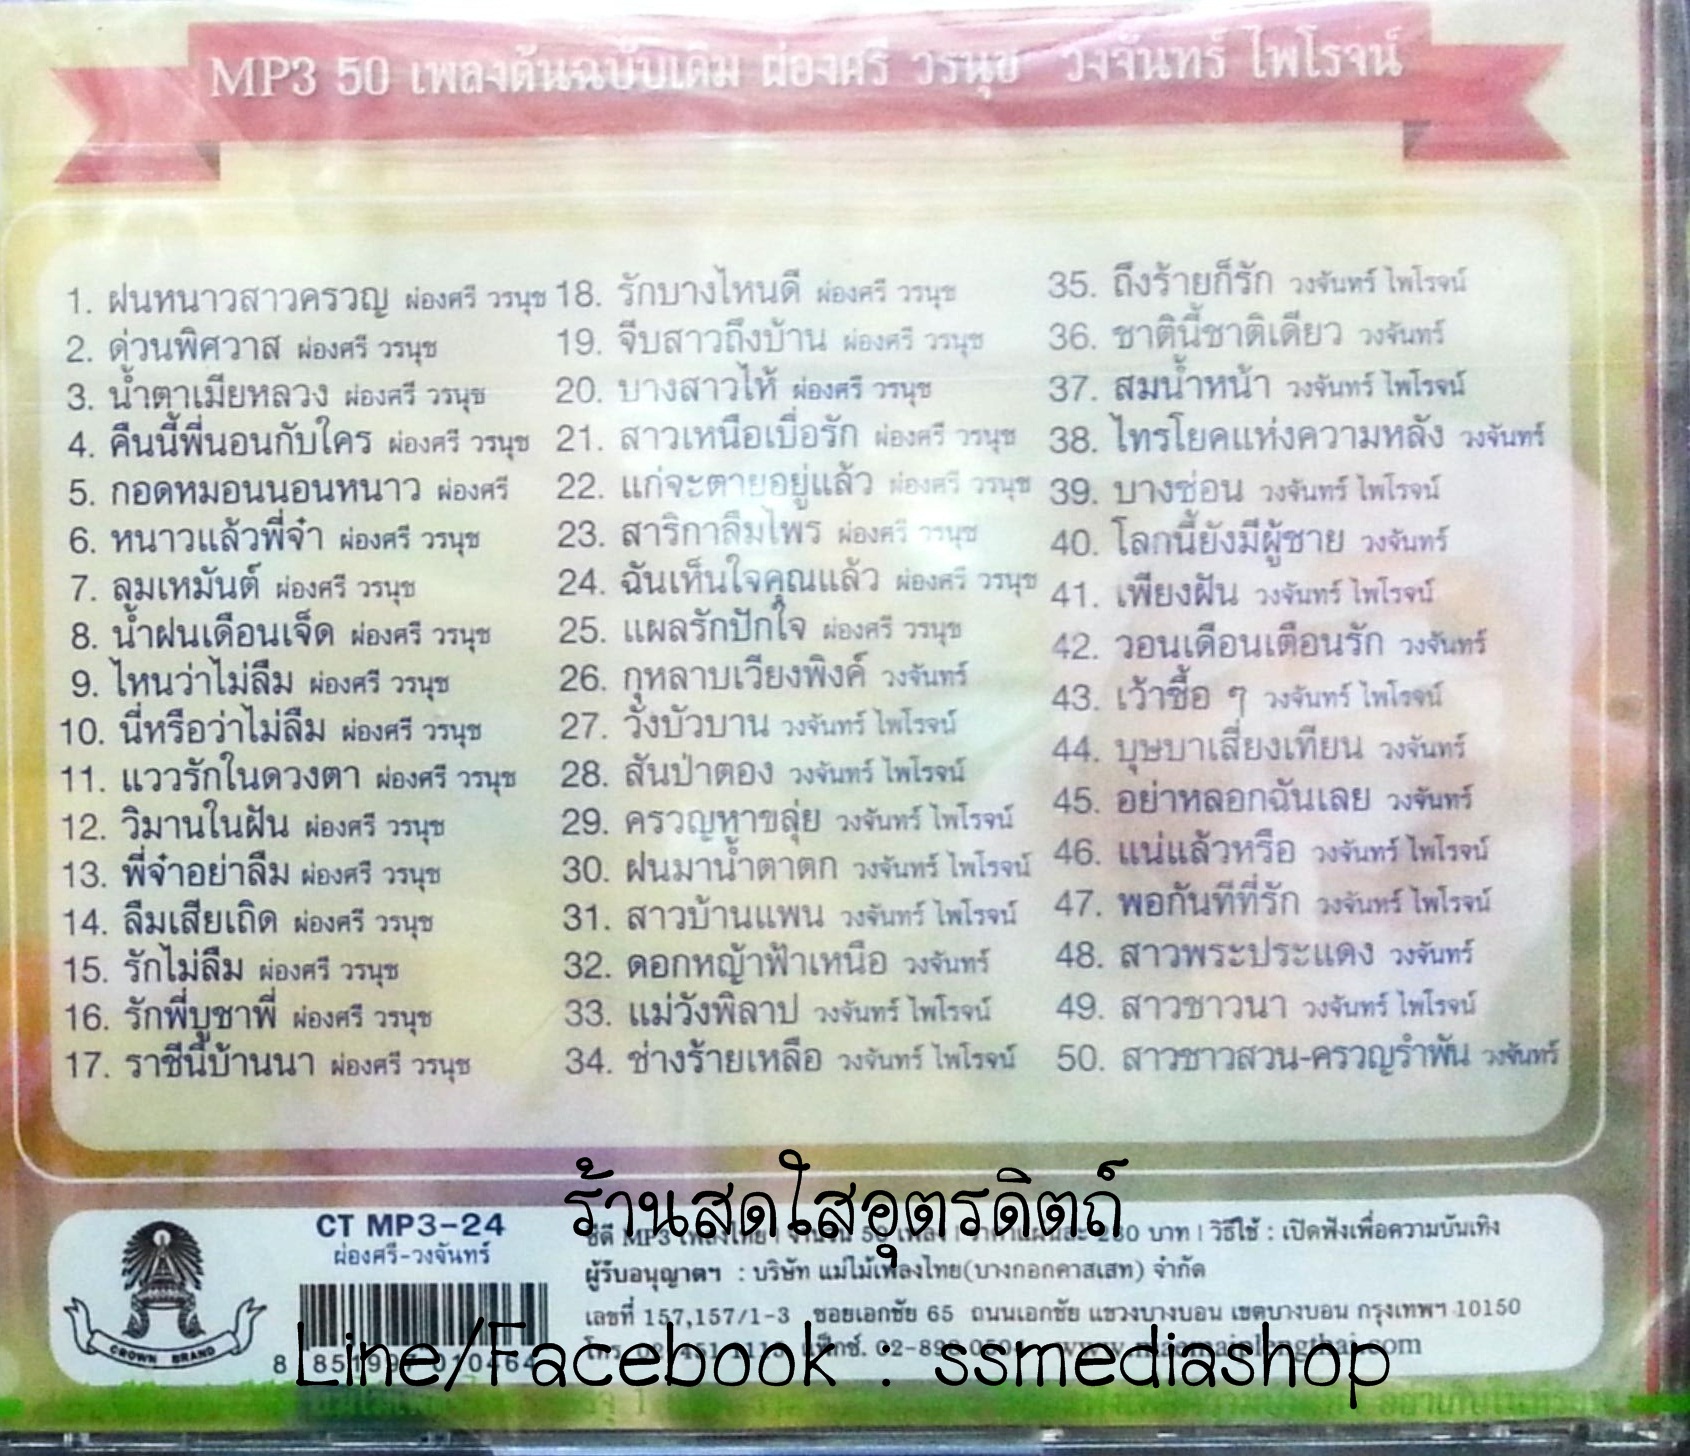 MP3 50 เพลงต้นฉบับเดิม ผ่องศรี วรนุช วงจันทร์ ไพโรจน์
1. ฝนหนาวสาวครวญ ผ่องศรี วรนุช
2. ด่วนพิศวาส ผ่องศรี วรนุช
3. น้ำตาเมียหลวง ผ่องศรี วรนุช
4. คืนนี้พี่นอนกับใคร ผ่องศรี วรนุช
5. กอดหมอนนอนหนาว ผ่องศรี
6. หนาวแล้วพี่จ๋า ผ่องศรี วรนุช
7. ลมเหมันต์ ผ่องศรี วรนุช
8. น้ำฝนเดือนเจ็ด ผ่องศรี วรนุช
9. ไหนว่าไม่ลืม ผ่องศรี วรนุช
10. นี่หรือว่าไม่ลืม ผ่องศรี วรนุช
11. แววรักในดวงตา ผ่องศรี วรนุช
12. วิมานในฝัน ผ่องศรี วรนุช
13. พี่จ๋าอย่าลืม ผ่องศรี วรนุช
14. ลืมเสียเถิด ผ่องศรี วรนุช
15. รักไม่ลืม ผ่องศรี วรนุช
16. รักพี่บูชาพี่ ผ่องศรี วรนุช
17. ราชินีบ้านนา ผ่องศรี วรนุช
18. รักบางไหนดี ผ่องศรี วรนุช
19. จีบสาวถึงบ้าน ผ่องศรี วรนุช
20. บางสาวไห้ ผ่องศรี วรนุช
21. สาวเหนือเบื่อรัก ผ่องศรี วรนุช
22. แก่จะตายอยู่แล้ว ผ่องศรี วรนุช
23. สาริกาลืมไพร ผ่องศรี วรนุช
24. ฉันเห็นใจคุณแล้ว ผ่องศรี วรนุช
25. แผลรักปักใจ ผ่องศรี วรนุช
26. กุหลาบเวียงพิงค์ วงจันทร์
27. วังบัวบาน วงจันทร์ ไพโรจน์
28. สันป่าตอง วงจันทร์ ไพโรจน์
29. ครวญหาขลุ่ย วงจันทร์ ไพโรจน์
30. ฝนมาน้ำตาตก วงจันทร์ ไพโรจน์
31. สาวบ้านแพน วงจันทร์ ไพโรจน์
32. ดอกหญ้าฟ้าเหนือ วงจันทร์
33. แม่วังพิลาป วงจันทร์ ไพโรจน์
34. ช่างร้ายเหลือ วงจันทร์ ไพโรจน์
35. ถึงร้ายก็รัก วงจันทร์ ไพโรจน์
36. ชาตินี้ชาติเดียว วงจันทร์
37. สมน้ำหน้า วงจันทร์ ไพโรจน์
38. ไทรโยคแห่งความหลัง วงจันทร์
39. บางซ่อน วงจันทร์ ไพโรจน์
40. โลกนี้ยังมีผู้ชาย วงจันทร์
41. เพียงฝัน วงจันทร์ ไพโรจน์
42. วอนเดือนเตือนรัก วงจันทร์
43. เว้าซื่อ ๆ วงจันทร์ ไพโรจน์
44. บุษบาเสี่ยงเทียน วงจันทร์
45. อย่าหลอกฉันเลย วงจันทร์
46. แน่แล้วหรือ วงจันทร์ ไพโรจน์
47. พอกันทีที่รัก วงจันทร์ ไพโรจน์
48. สาวพระประแดง วงจันทร์
49. สาวชาวนา วงจันทร์ ไพโรจน์
50. สาวชาวสวน-ครวญรำพัน วงจันทร์
ร้านสดใสอุตรดิตถ์
CROWN BRAND
CT MP3-24
ผ่องศรี-วงจันทร์
ซีดี MP3 เพลงไทย | จำนวน 50 เพลง | บาท | วิธีใช้ : เปิดฟังเพื่อความบันเทิง
ผู้รับอนุญาตฯ : บริษัท แม่ไม้เพลงไทย(บางกอกคาสเสท) จำกัด
เลขที่ 157,157/1-3 ซอยเอกชัย 65 ถนนเอกชัย แขวงบางบอน เขตบางบอน กรุงเทพฯ 10150
Line/Facebook : ssmediashop